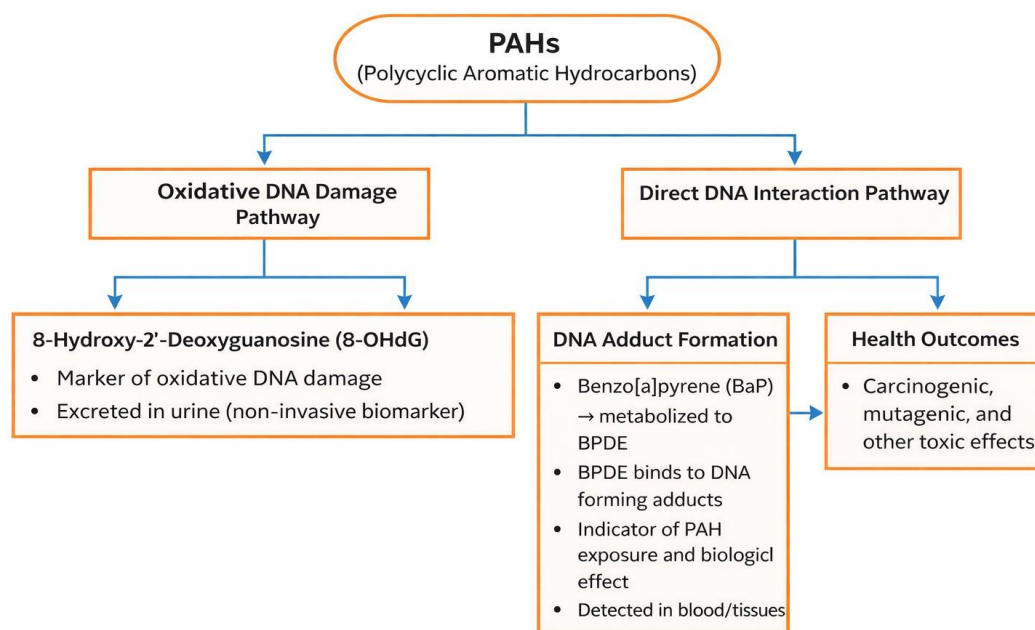 PAHs
(Polycyclic Aromatic Hydrocarbons)
Oxidative DNA Damage
Pathway
Direct DNA Interaction Pathway
8-Hydroxy-2'-Deoxyguanosine (8-OHdG)
• Marker of oxidative DNA damage
• Excreted in urine (non-invasive biomarker)
DNA Adduct Formation
• Benzo[a]pyrene (BaP)
→ metabolized to
BPDE
• BPDE binds to DNA
forming adducts
• Indicator of PAH
exposure and biologicl
effect
• Detected in blood/tissues
Health Outcomes
• Carcinogenic,
mutagenic, and
other toxic effects